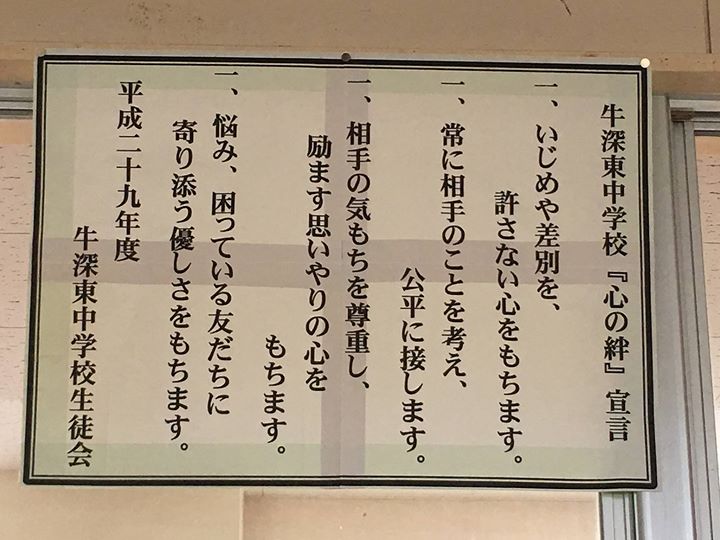 牛深東中学校『心の絆』宣言
一、いじめや差別を、
許さない心をもちます。
一、常に相手のことを考え、
公平に接します。
一、相手の気もちを尊重し、
励ます思いやりの心を
もちます。
一、悩み、困っている友だちに
寄り添う優しさをもちます。
平成二十九年度
牛深東中学校生徒会